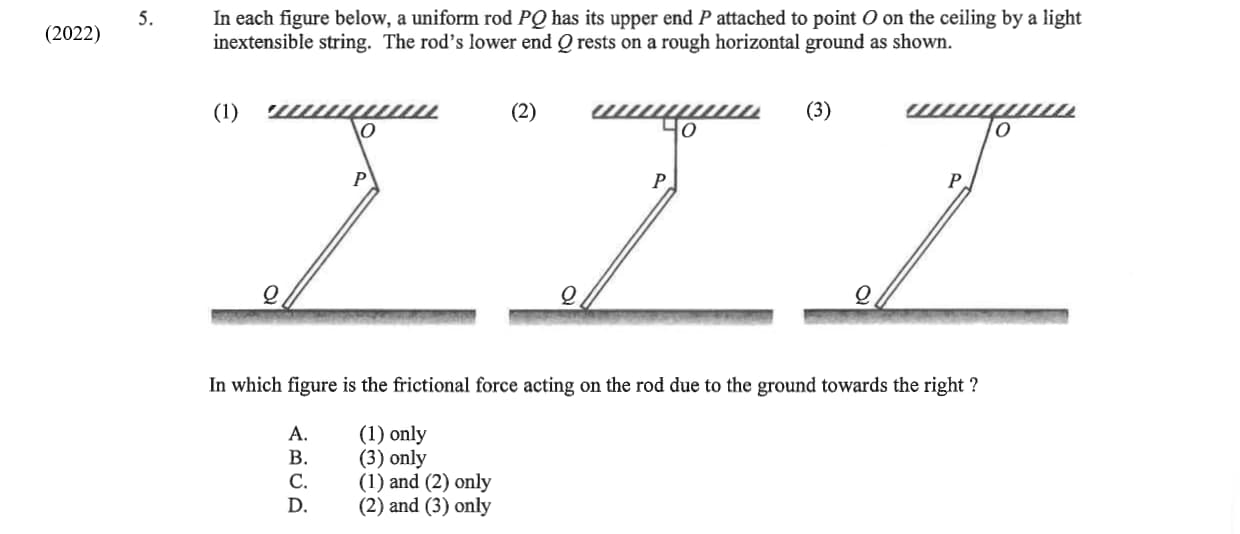 (2022)
5. In each figure below, a uniform rod PQ has its upper end P attached to point O on the ceiling by a light
inextensible string. The rod's lower end Q rests on a rough horizontal ground as shown.
(1) (2) (3)
O O O
P P P
Q Q Q
In which figure is the frictional force acting on the rod due to the ground towards the right ?
A. (1) only
B. (3) only
C. (1) and (2) only
D. (2) and (3) only